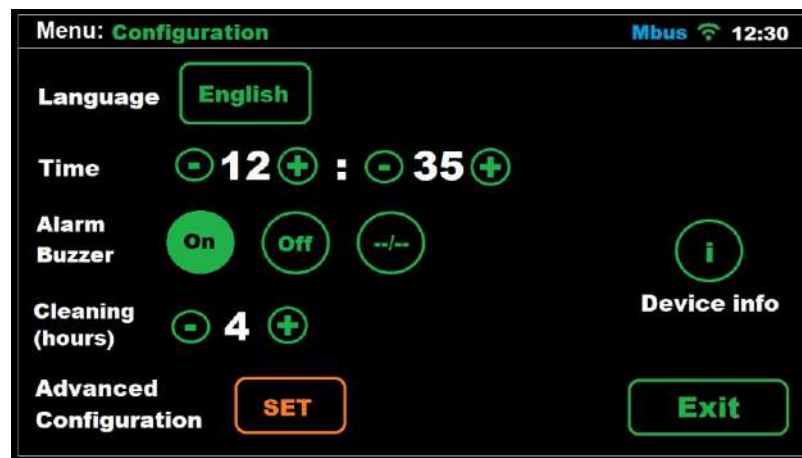 Menu: Configuration Mbus 12:30
Language English
Time - 12 + : - 35 +
Alarm
Buzzer
On Off --/--
i
Device info
Cleaning
(hours)
- 4 +
Advanced
Configuration
SET
Exit